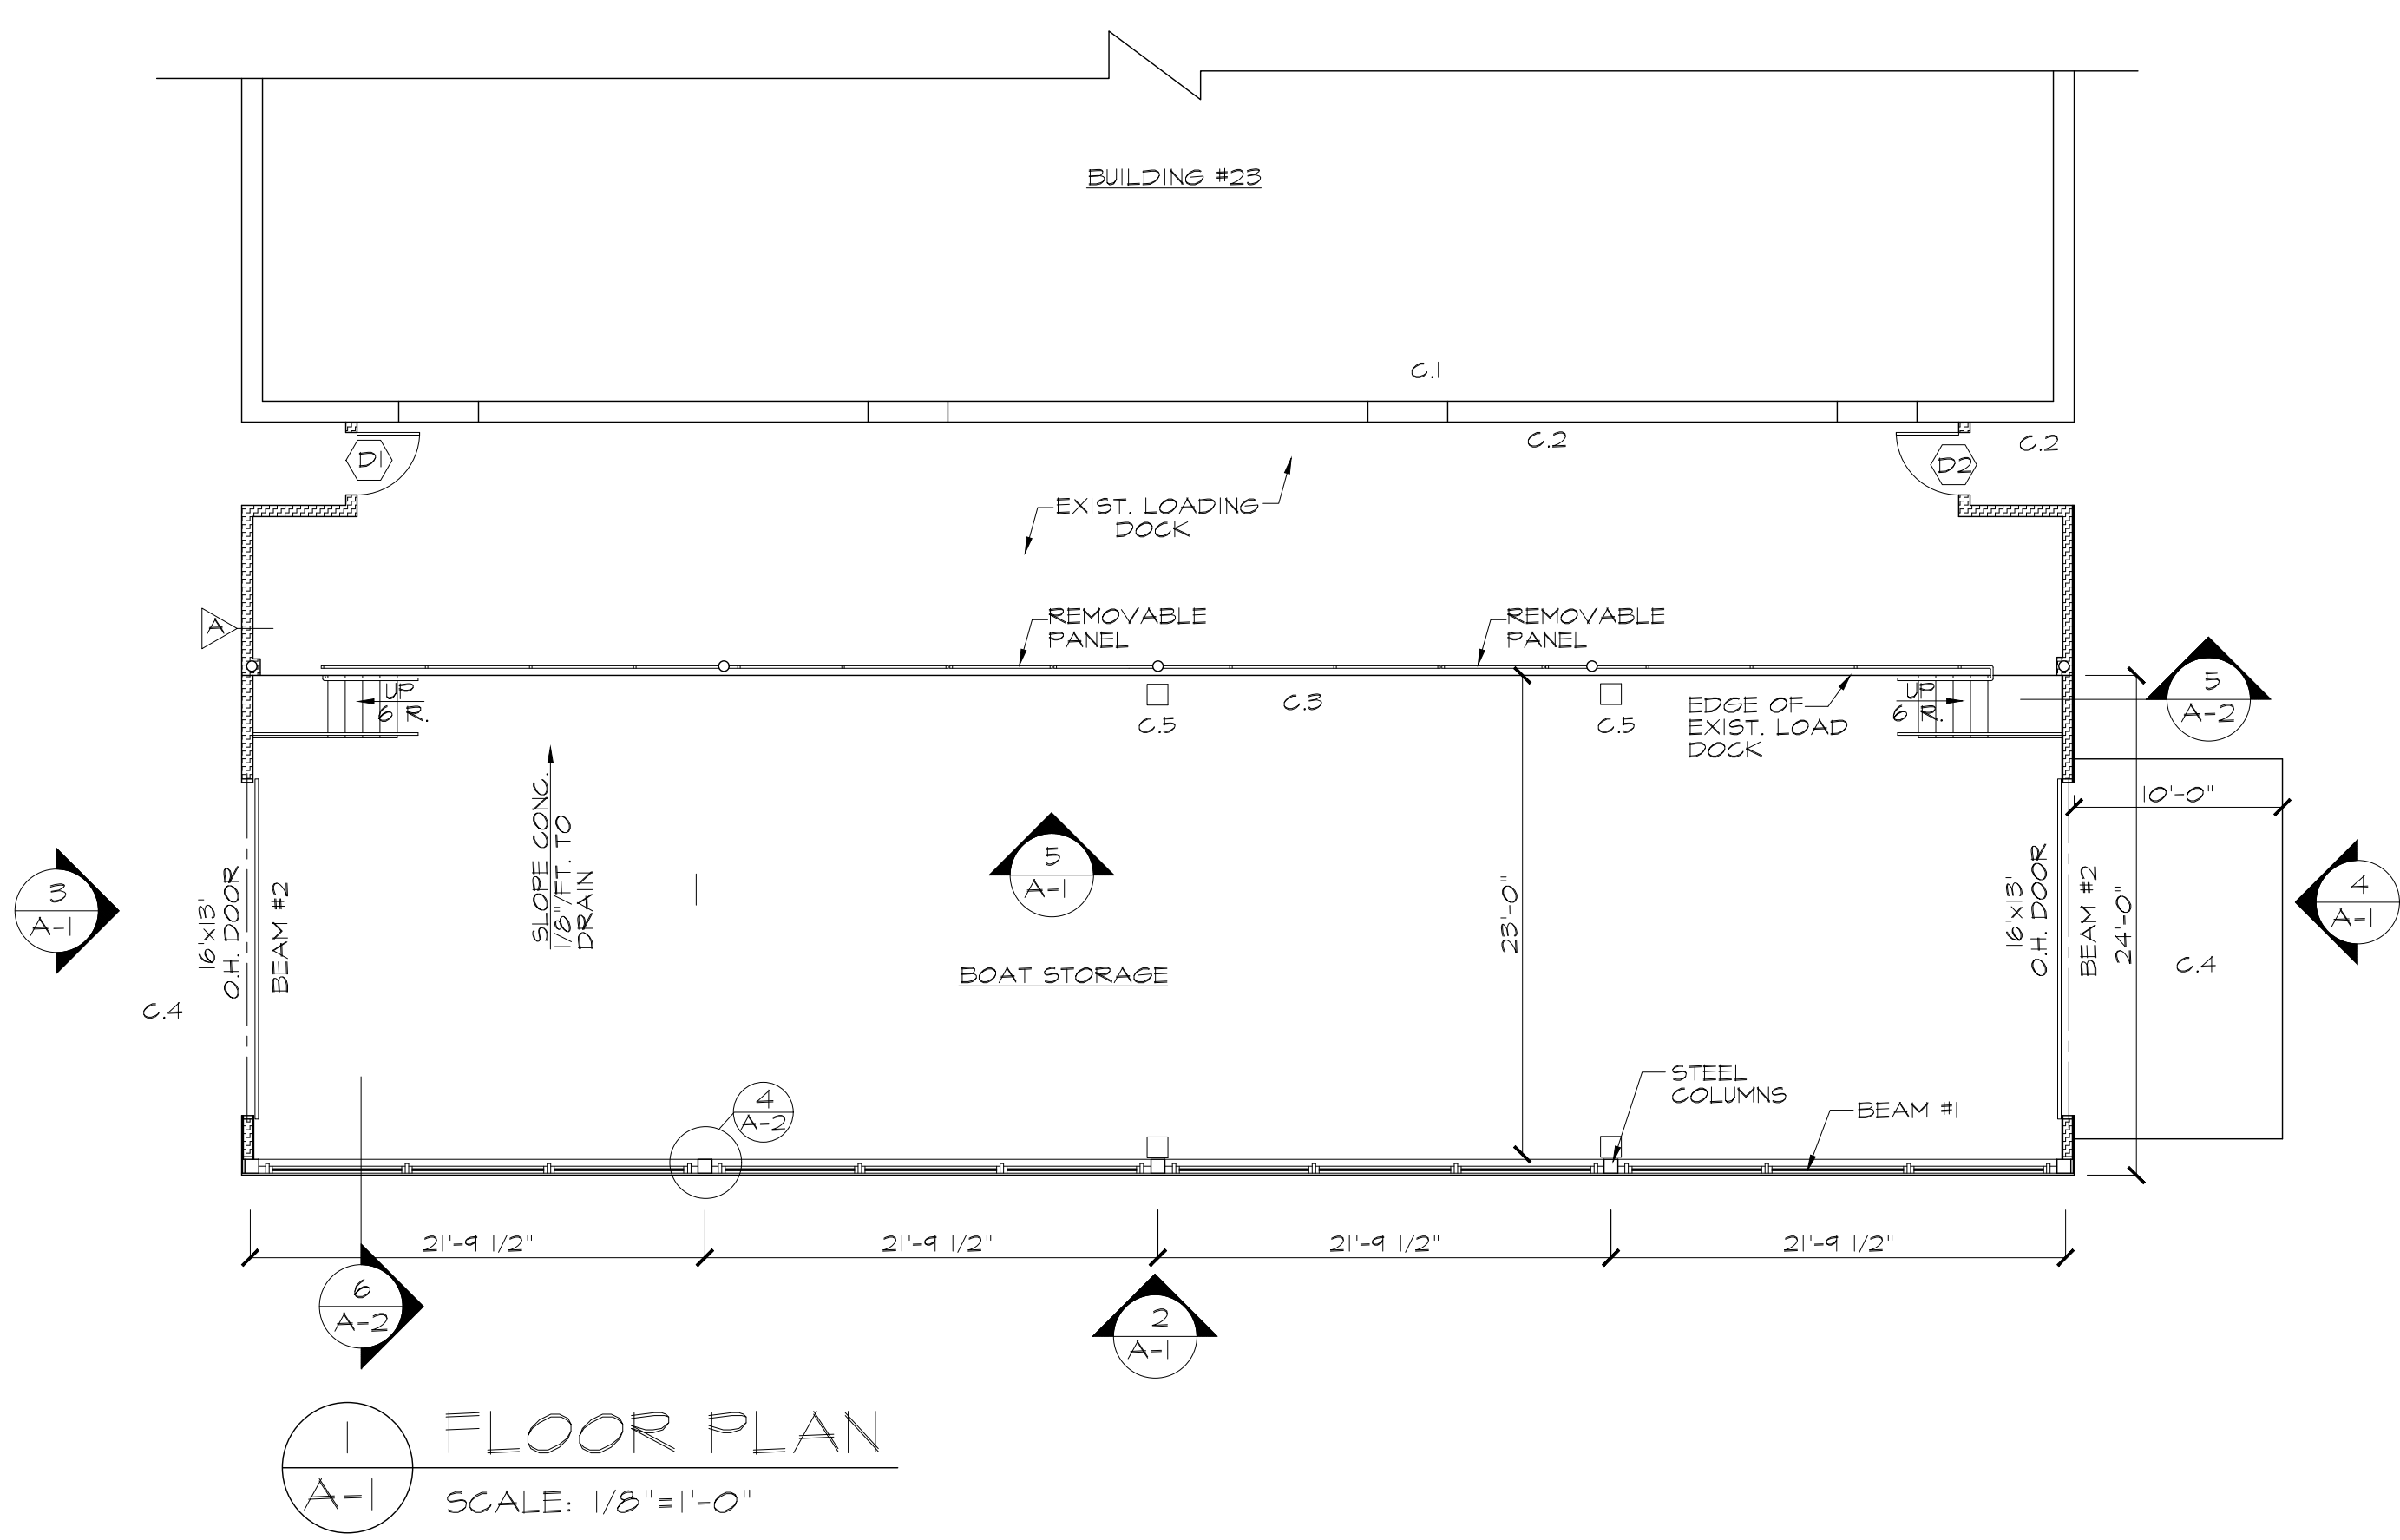 BUILDING #23
C.1
C.2
C.2
D1
D2
EXIST. LOADING
DOCK
REMOVABLE
PANEL
REMOVABLE
PANEL
A
UP
6 R.
C.5
C.3
C.5
EDGE OF
EXIST. LOAD
DOCK
UP
6 R.
5
A-2
10'-0"
SLOPE CONC.
1/8"/FT. TO
DRAIN
5
A-1
3
A-1
16'x13'
O.H. DOOR
BEAM #2
23'-0"
16'x13'
O.H. DOOR
BEAM #2
24'-0"
4
A-1
C.4
BOAT STORAGE
C.4
4
A-2
STEEL
COLUMNS
BEAM #1
21'-9 1/2"
21'-9 1/2"
21'-9 1/2"
21'-9 1/2"
6
A-2
2
A-1
1
A-1
FLOOR PLAN
SCALE: 1/8"=1'-0"